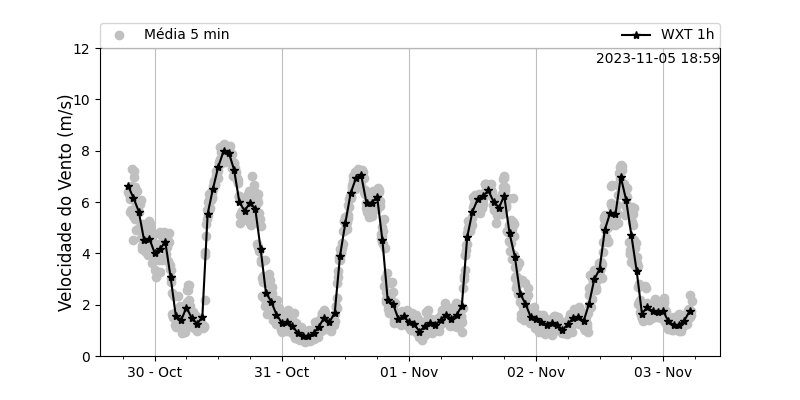 Média 5 min
WXT 1h
2023-11-05 18:59
Velocidade do Vento (m/s)
12
10
8
6
4
2
0
30 - Oct
31 - Oct
01 - Nov
02 - Nov
03 - Nov